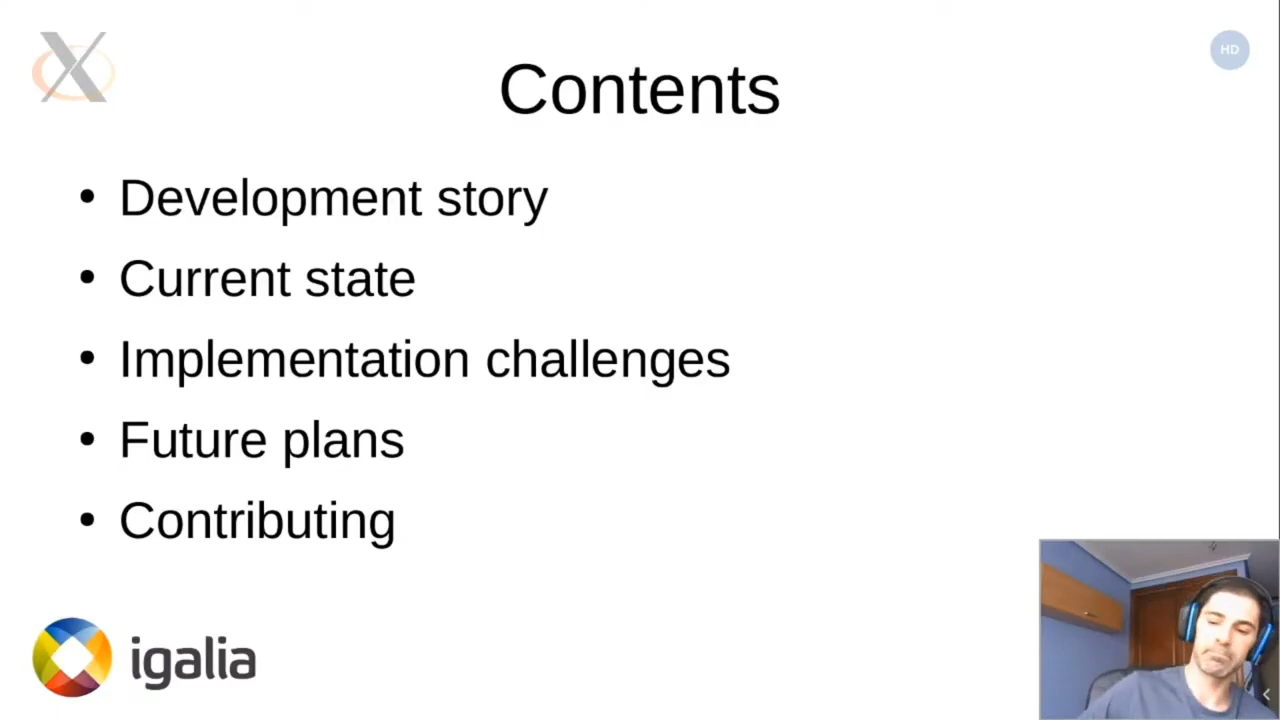 X
HD
Contents
• Development story
• Current state
• Implementation challenges
• Future plans
• Contributing
igalia